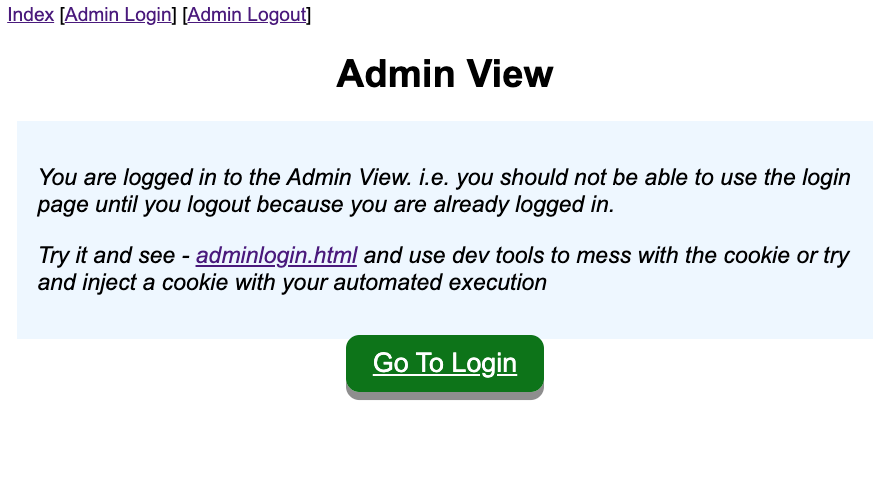 Index [Admin Login] [Admin Logout]
Admin View
You are logged in to the Admin View. i.e. you should not be able to use the login
page until you logout because you are already logged in.
Try it and see - adminlogin.html and use dev tools to mess with the cookie or try
and inject a cookie with your automated execution
Go To Login